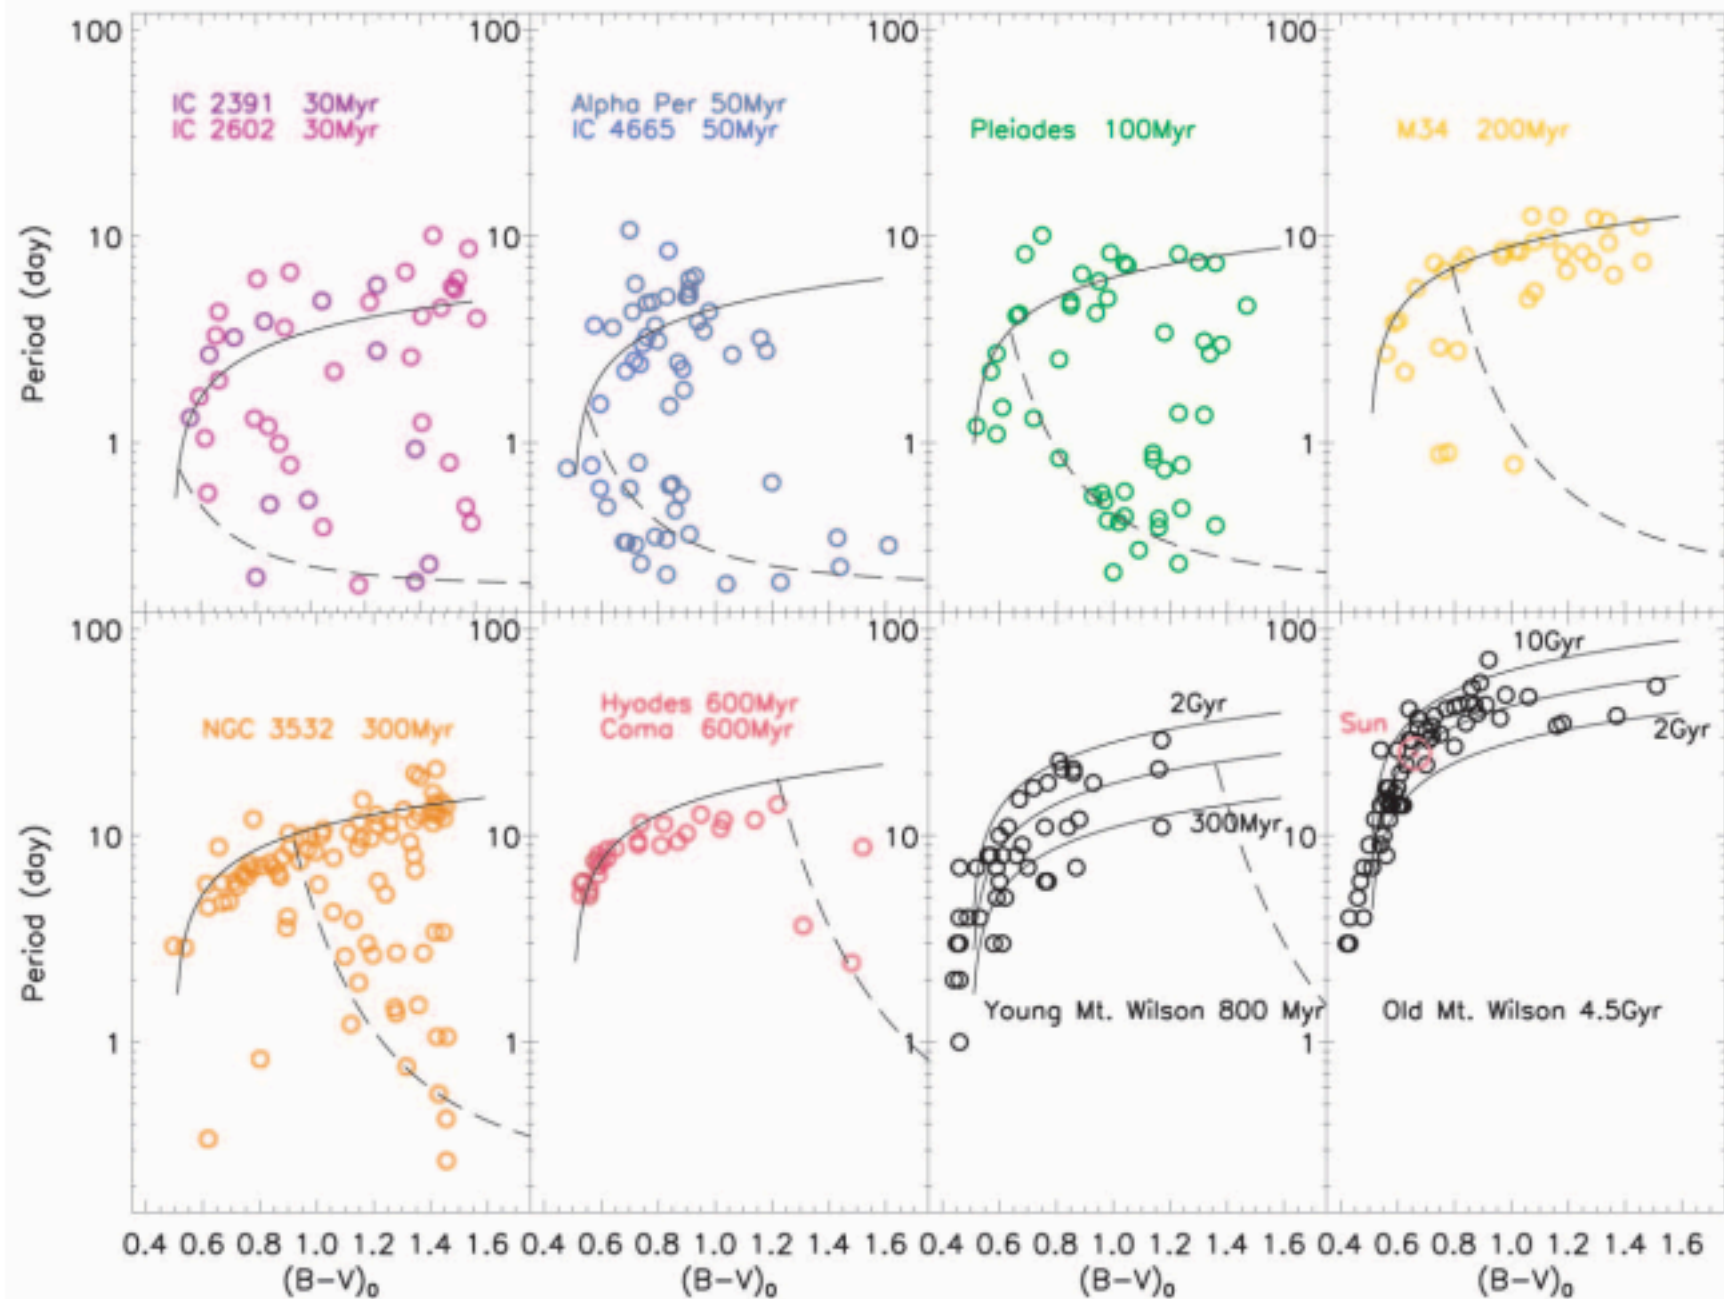 100
100
100
100
IC 2391 30Myr
IC 2602 30Myr
Alpha Per 50Myr
IC 4665 50Myr
Pleiades 100Myr
M34 200Myr
Period (day)
10
10
10
10
1
1
1
1
100
100
100
100
NGC 3532 300Myr
Hyades 600Myr
Coma 600Myr
2Gyr
300Myr
Young Mt. Wilson 800 Myr
10Gyr
Sun
2Gyr
Old Mt. Wilson 4.5Gyr
Period (day)
10
10
10
10
1
1
1
1
0.4 0.6 0.8 1.0 1.2 1.4 1.6
0.4 0.6 0.8 1.0 1.2 1.4 1.6
0.4 0.6 0.8 1.0 1.2 1.4 1.6
0.4 0.6 0.8 1.0 1.2 1.4 1.6
(B-V)₀
(B-V)₀
(B-V)₀
(B-V)₀